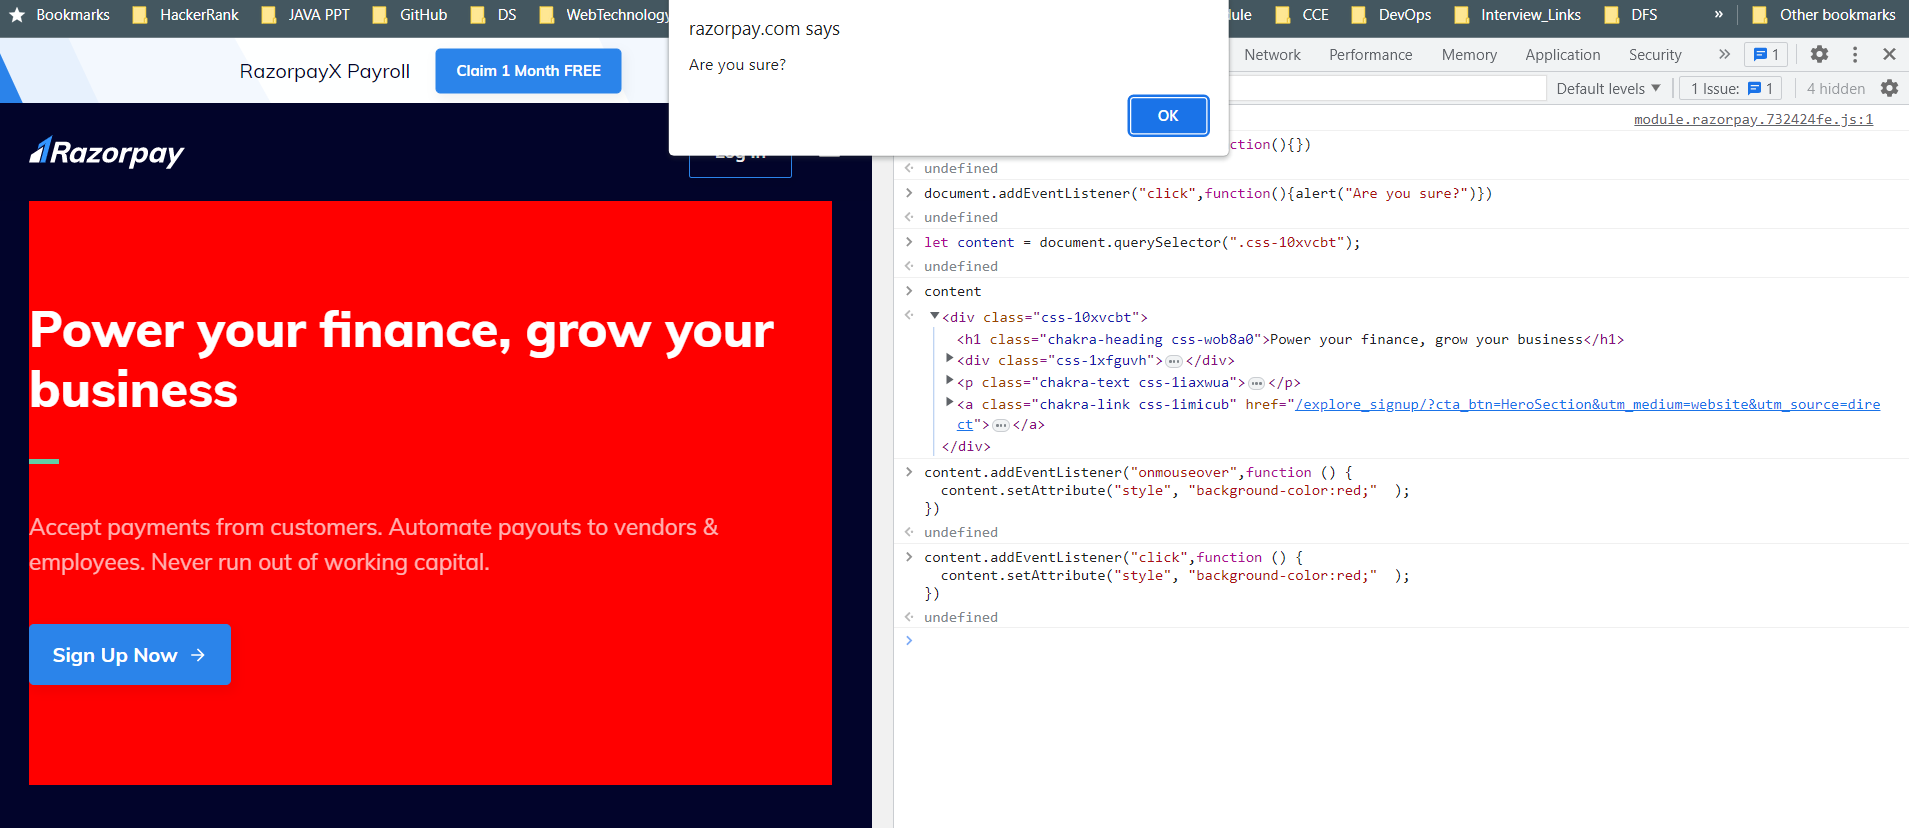 Bookmarks HackerRank JAVA PPT GitHub DS WebTechnology CCE DevOps Interview_Links DFS » Other bookmarks
razorpay.com says
Are you sure?
OK
RazorpayX Payroll Claim 1 Month FREE
Razorpay
Power your finance, grow your
business
Accept payments from customers. Automate payouts to vendors &
employees. Never run out of working capital.
Sign Up Now →
Network Performance Memory Application Security » 1
Default levels ▼ 1 Issue: 1 4 hidden
module.razorpay.732424fe.js:1
ction(){})
undefined
document.addEventListener("click",function(){alert("Are you sure?")})
undefined
let content = document.querySelector(".css-10xvcbt");
undefined
content
<div class="css-10xvcbt">
<h1 class="chakra-heading css-wob8a0">Power your finance, grow your business</h1>
<div class="css-1xfguvh">…</div>
<p class="chakra-text css-1iaxwua">…</p>
<a class="chakra-link css-1imicub" href="/explore_signup/?cta_btn=HeroSection&utm_medium=website&utm_source=dire
ct">…</a>
</div>
content.addEventListener("onmouseover",function () {
content.setAttribute("style", "background-color:red;" );
})
undefined
content.addEventListener("click",function () {
content.setAttribute("style", "background-color:red;" );
})
undefined